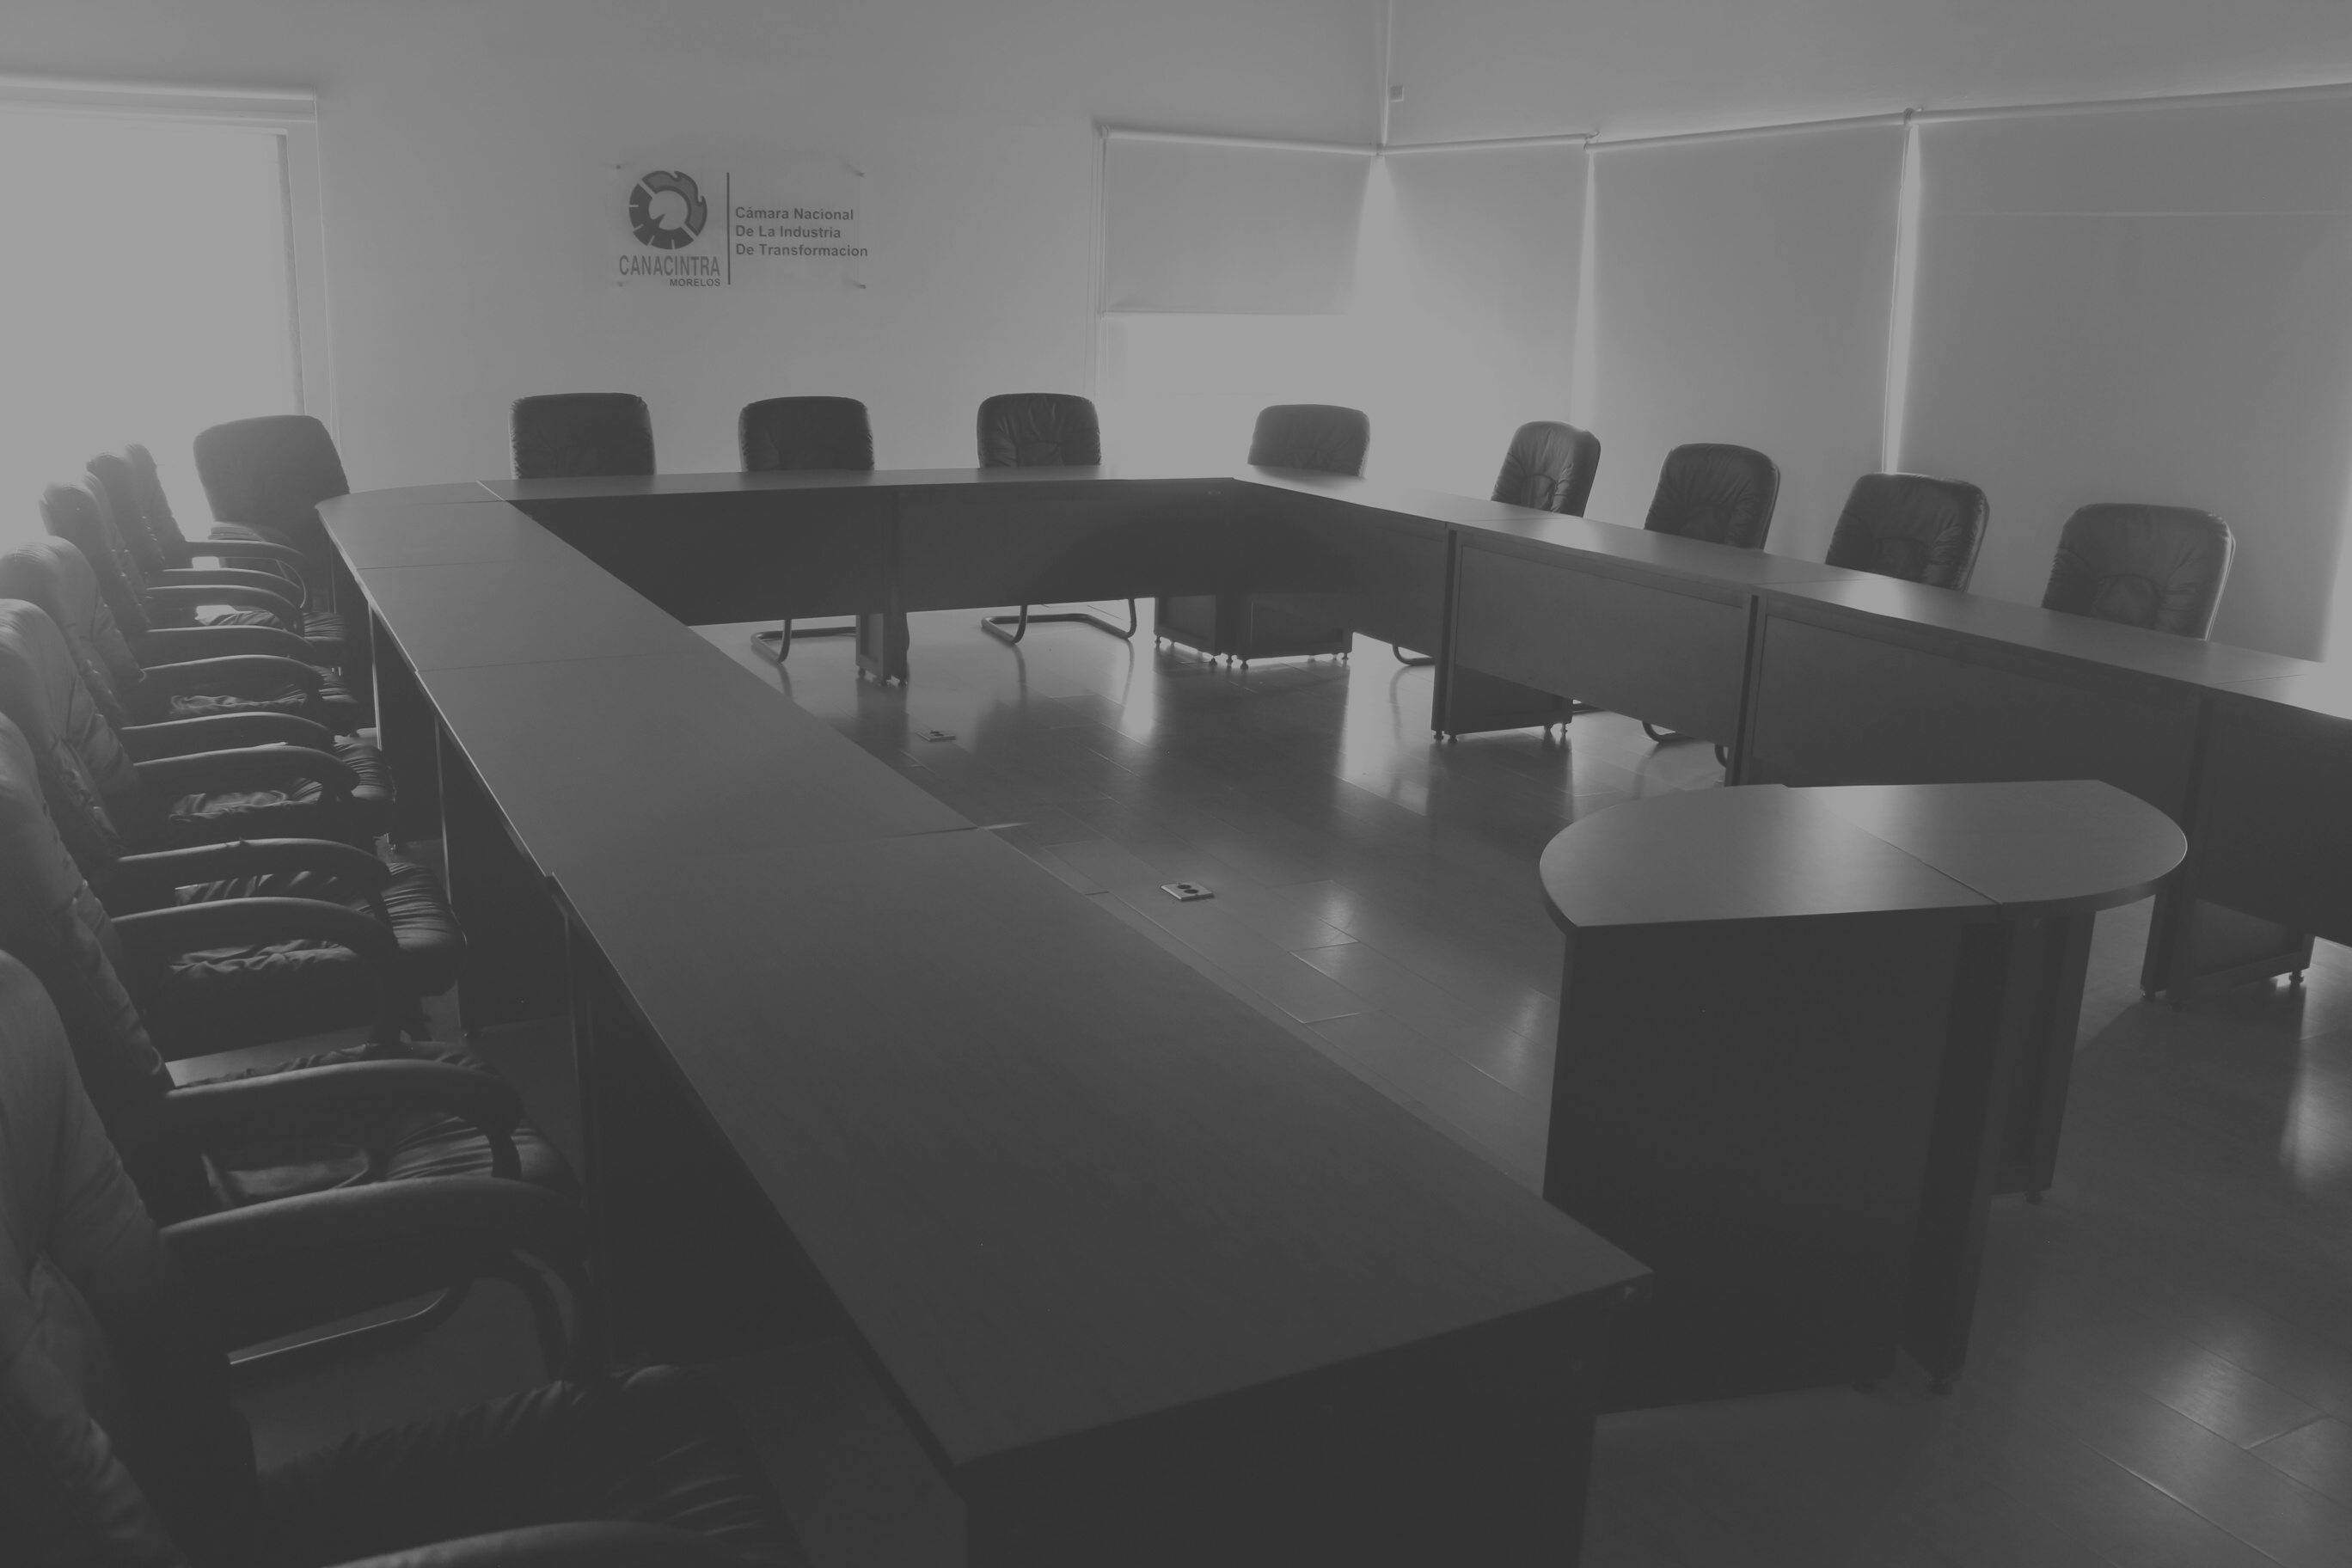 CANACINTRA
MORELOS
Cámara Nacional
De La Industria
De Transformacion